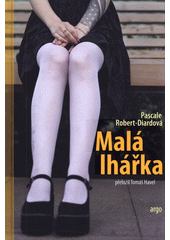 Pascale
Robert-Diardová
Malá
lhářka
přeložil Tomáš Havel
argo